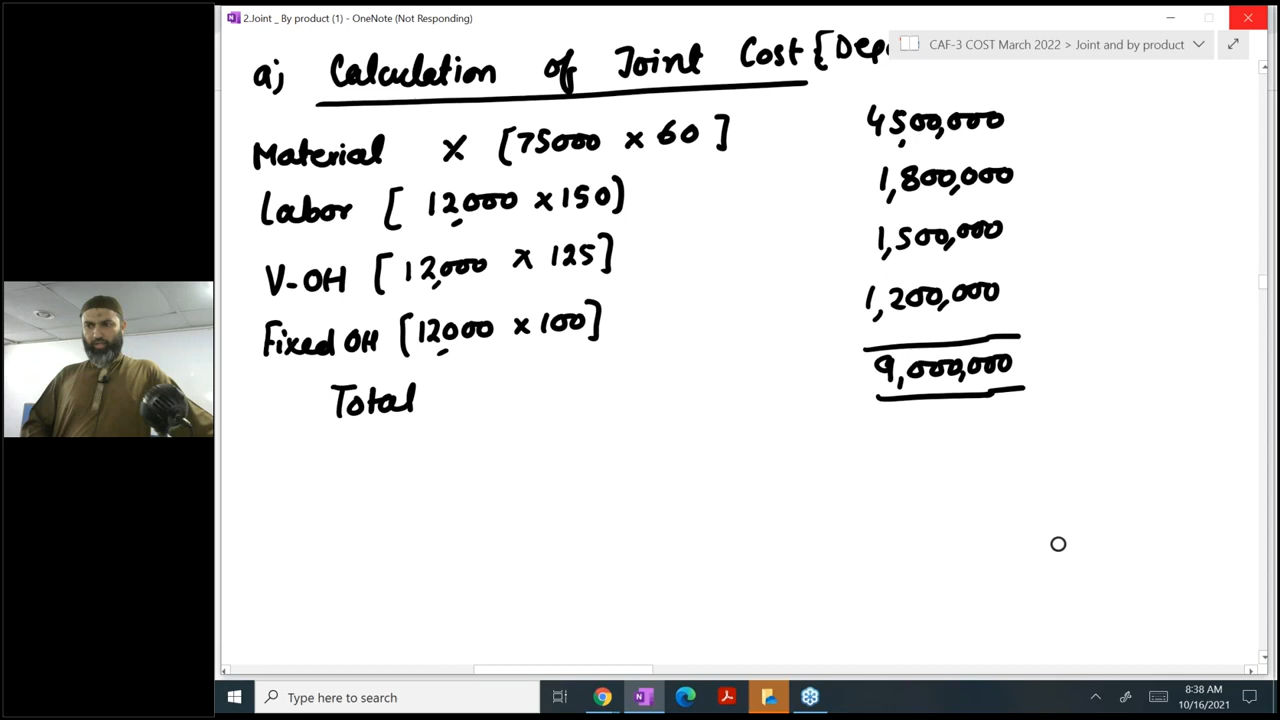 2.Joint _ By product (1) - OneNote (Not Responding)
CAF-3 COST March 2022 > Joint and by product
a; Calculation of Joint Cost {Dep
Material X [75000 x 60] 4500,000
Labor [12,000 x 150) 1,800,000
V-OH [12,000 x 125] 1,500,000
Fixed OH [12000 x 100] 1,200,000
Total 9,000,000
Type here to search
8:38 AM
10/16/2021